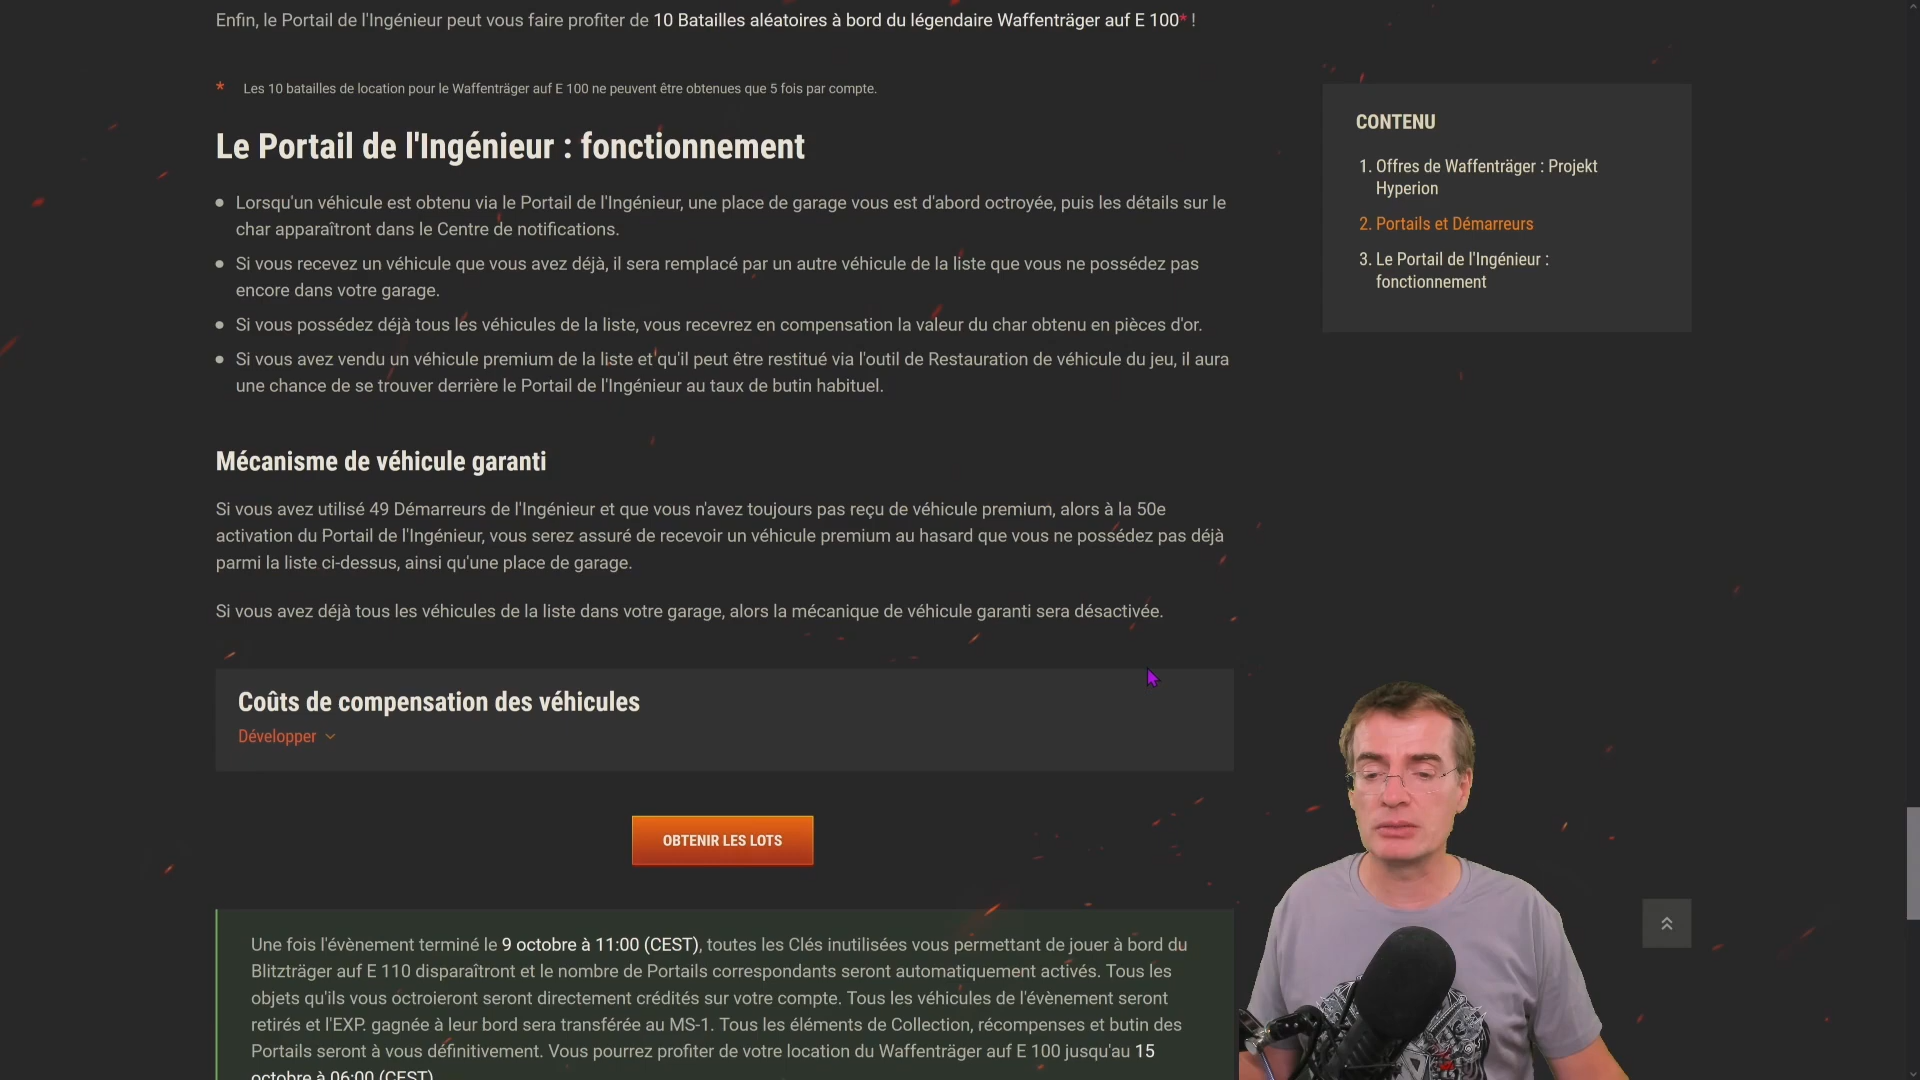 Enfin, le Portail de l'Ingénieur peut vous faire profiter de 10 Batailles aléatoires à bord du légendaire Waffenträger auf E 100* !
* Les 10 batailles de location pour le Waffenträger auf E 100 ne peuvent être obtenues que 5 fois par compte.
Le Portail de l'Ingénieur : fonctionnement
Lorsqu'un véhicule est obtenu via le Portail de l'Ingénieur, une place de garage vous est d'abord octroyée, puis les détails sur le
char apparaîtront dans le Centre de notifications.
Si vous recevez un véhicule que vous avez déjà, il sera remplacé par un autre véhicule de la liste que vous ne possédez pas
encore dans votre garage.
Si vous possédez déjà tous les véhicules de la liste, vous recevrez en compensation la valeur du char obtenu en pièces d'or.
Si vous avez vendu un véhicule premium de la liste et qu'il peut être restitué via l'outil de Restauration de véhicule du jeu, il aura
une chance de se trouver derrière le Portail de l'Ingénieur au taux de butin habituel.
Mécanisme de véhicule garanti
Si vous avez utilisé 49 Démarreurs de l'Ingénieur et que vous n'avez toujours pas reçu de véhicule premium, alors à la 50e
activation du Portail de l'Ingénieur, vous serez assuré de recevoir un véhicule premium au hasard que vous ne possédez pas déjà
parmi la liste ci-dessus, ainsi qu'une place de garage.
Si vous avez déjà tous les véhicules de la liste dans votre garage, alors la mécanique de véhicule garanti sera désactivée.
Coûts de compensation des véhicules
Développer
OBTENIR LES LOTS
Une fois l'évènement terminé le 9 octobre à 11:00 (CEST), toutes les Clés inutilisées vous permettant de jouer à bord du
Blitzträger auf E 110 disparaîtront et le nombre de Portails correspondants seront automatiquement activés. Tous les
objets qu'ils vous octroieront seront directement crédités sur votre compte. Tous les véhicules de l'évènement seront
retirés et l'EXP. gagnée à leur bord sera transférée au MS-1. Tous les éléments de Collection, récompenses et butin des
Portails seront à vous définitivement. Vous pourrez profiter de votre location du Waffenträger auf E 100 jusqu'au 15
octobre à 06:00 (CEST)
CONTENU
1. Offres de Waffenträger : Projekt
Hyperion
2. Portails et Démarreurs
3. Le Portail de l'Ingénieur :
fonctionnement